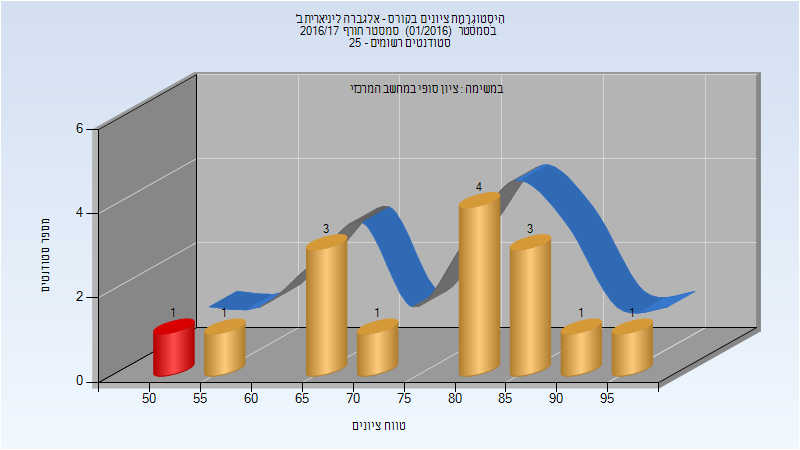 היסטוגרמת ציונים בקורס - אלגברה ליניארית ב'
בסמסטר (01/2016) סמסטר חורף 2016/17
סטודנטים רשומים - 25
במשימה : ציון סופי במחשב המרכזי
מספר סטודנטים
6
4
2
0
1
1
3
1
4
3
1
1
50 55 60 65 70 75 80 85 90 95
טווח ציונים